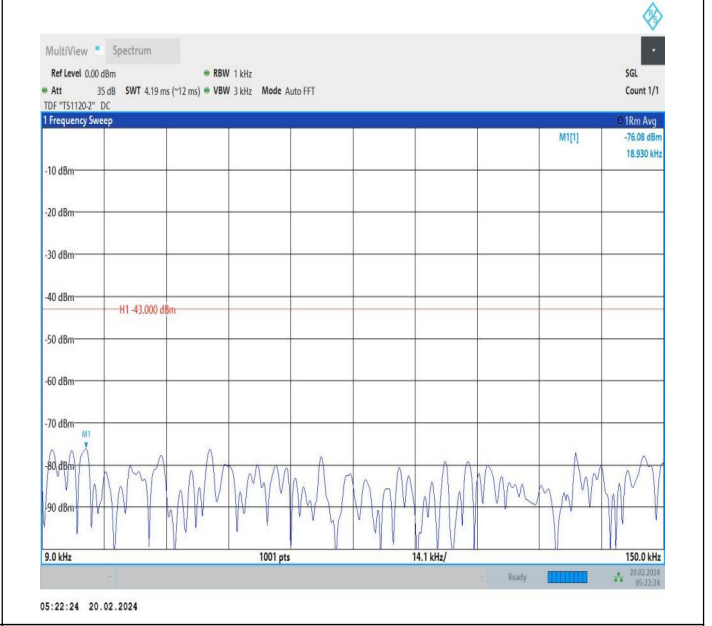 R S
MultiView Spectrum
Ref Level 0.00 dBm RBW 1 kHz SGL
Att 35 dB SWT 4.19 ms (~12 ms) VBW 3 kHz Mode Auto FFT Count 1/1
TDF "TS1120-2" DC
1 Frequency Sweep 1Rm Avg
M1[1] -76.08 dBm
18.930 kHz
-10 dBm
-20 dBm
-30 dBm
-40 dBm
H1 -43.000 dBm
-50 dBm
-60 dBm
-70 dBm
M1
-80 dBm
-90 dBm
9.0 kHz 1001 pts 14.1 kHz/ 150.0 kHz
Ready 20.02.2024
05:22:24
05:22:24 20.02.2024